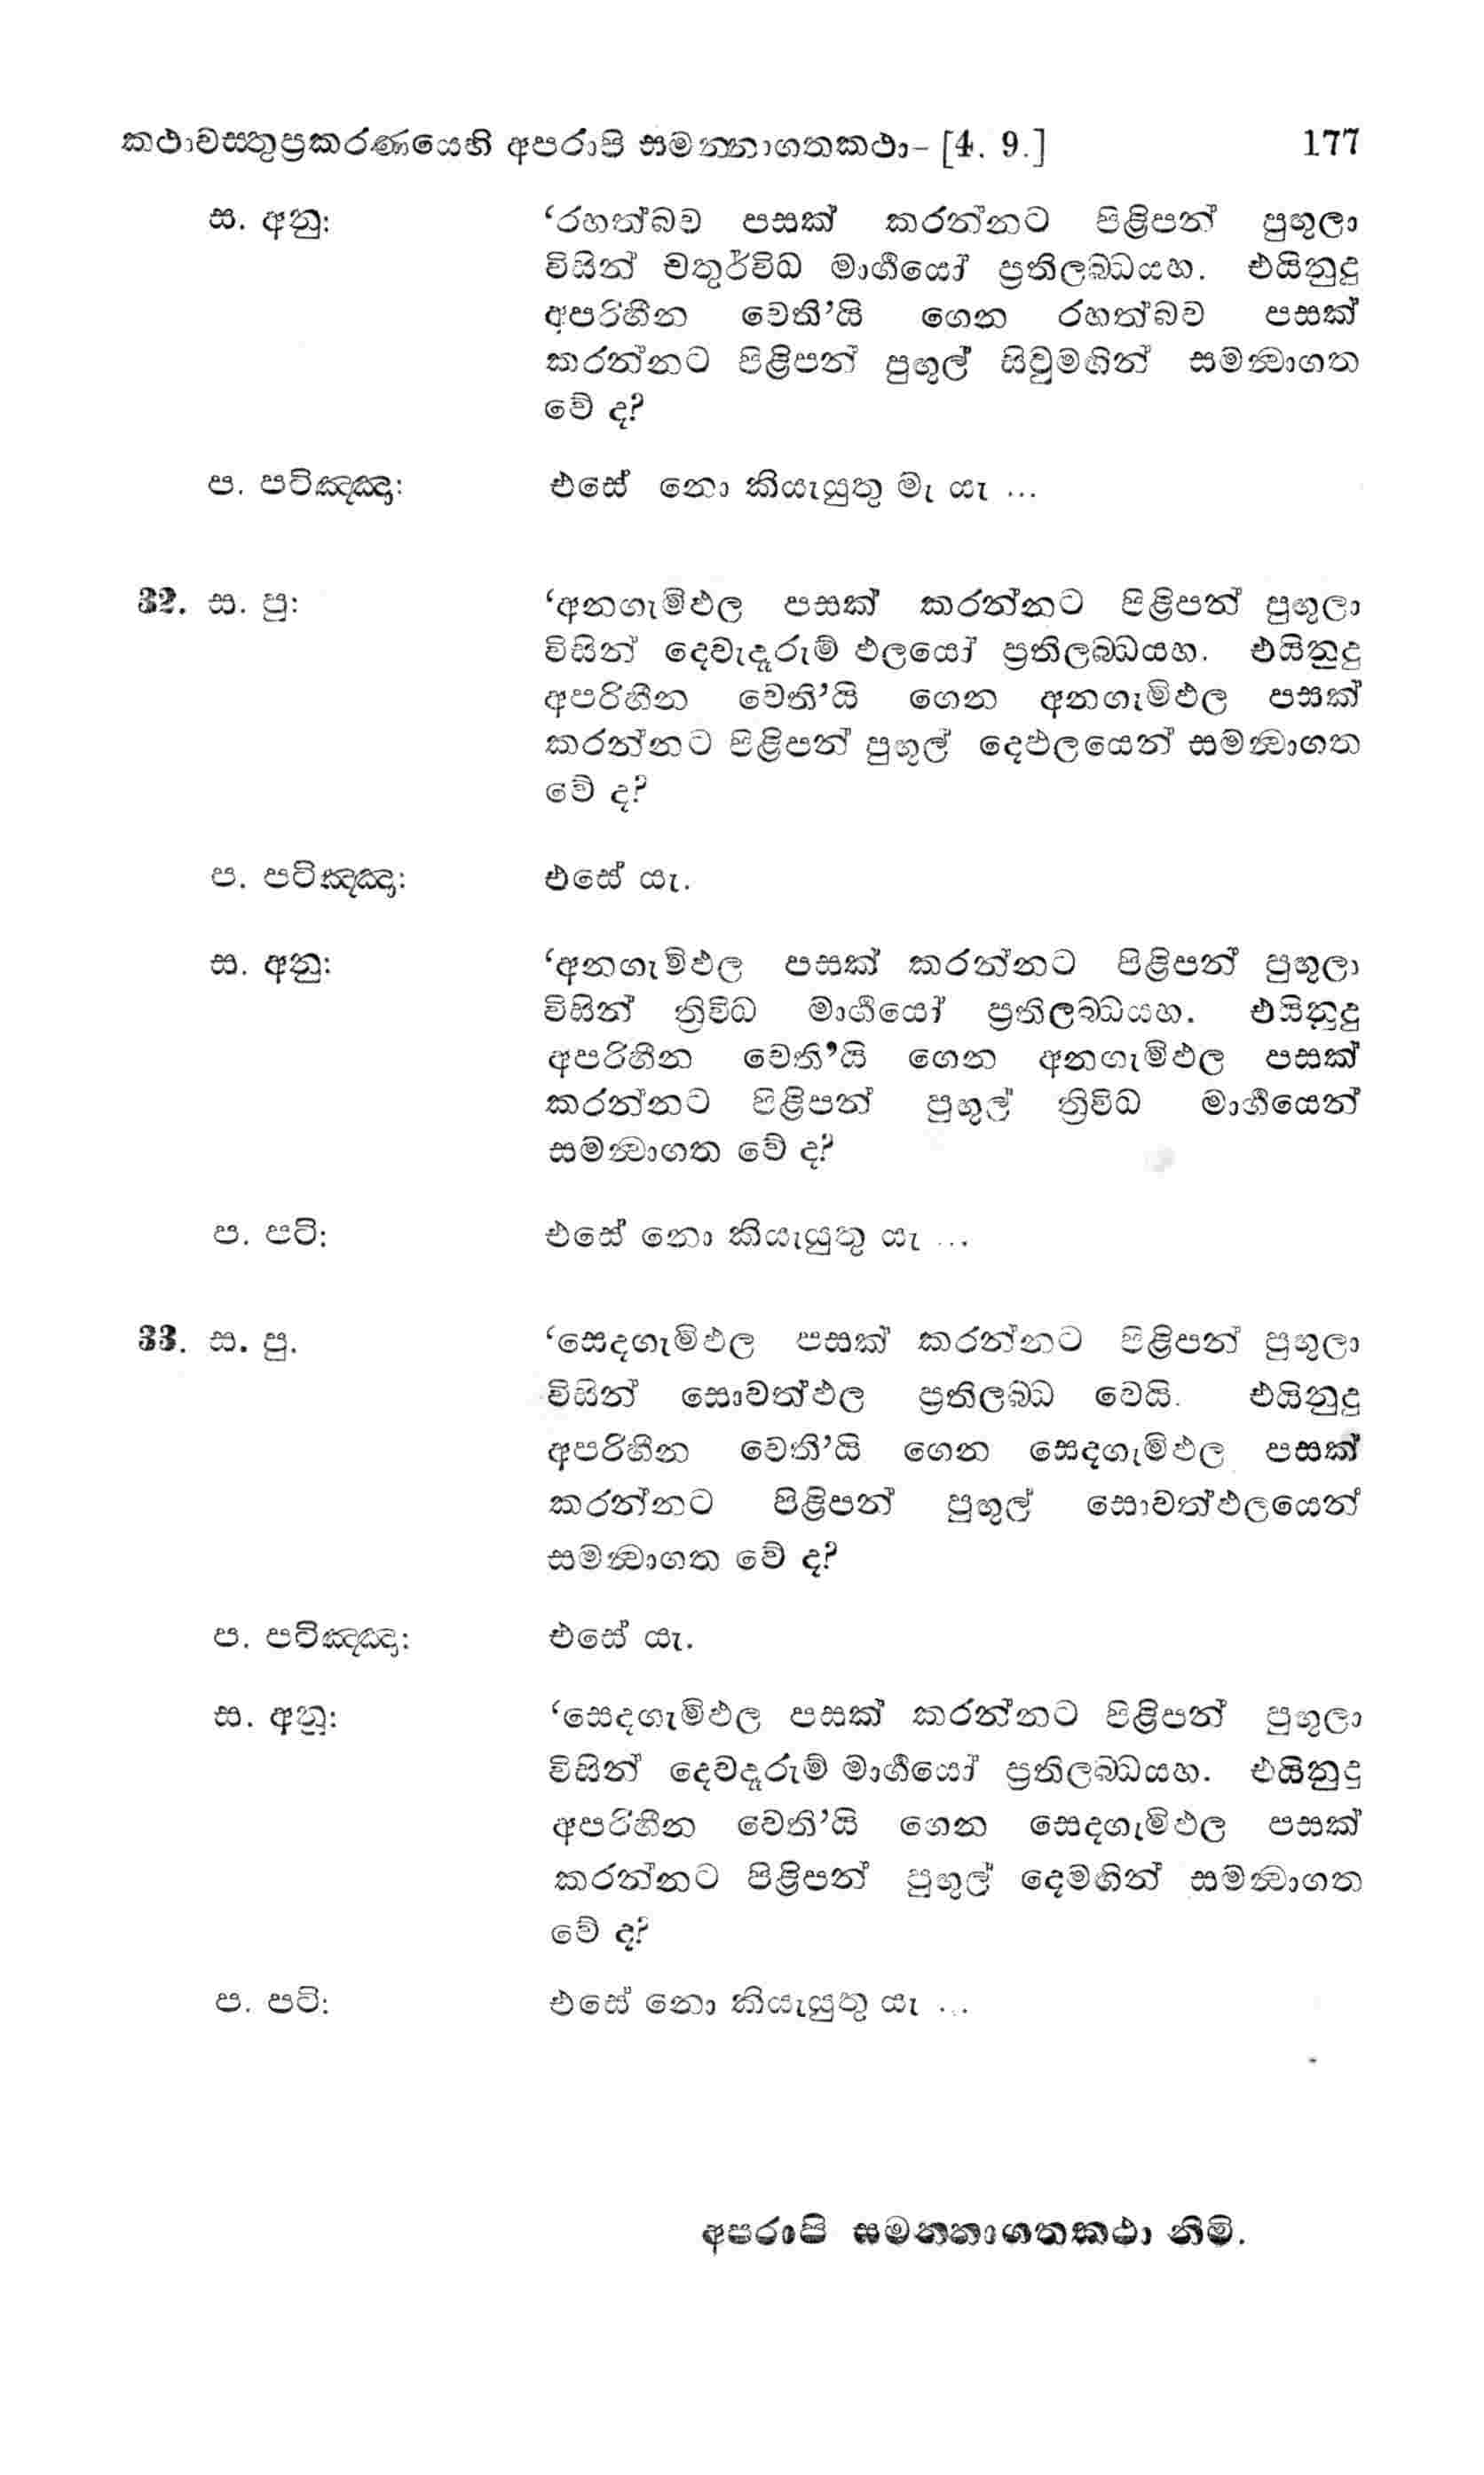 කථාවස්තුප්‍රකරණයෙහි අපරාපි සමන්නාගතකථා- [4. 9.] 177
ස. අනු: ‘රහත්බව පසක් කරන්නට පිළිපන් පුඟුලා
විසින් චතුර්විධ මාර්ගයෝ ප්‍රතිලබ්ධයහ. එයිනුදු
අපරිහීන වෙති’යි ගෙන රහත්බව පසක්
කරන්නට පිළිපන් පුඟුල් සිවුමඟින් සමන්‍වාගත
වේ ද?
ප. පටිඤ්ඤා: එසේ නො කියැයුතු මැ යැ ...
32. ස. පු: ‘අනගැමිඵල පසක් කරන්නට පිළිපන් පුඟුලා
විසින් දෙවැදෑරුම් ඵලයෝ ප්‍රතිලබ්ධයහ. එයිනුදු
අපරිහීන වෙති’යි ගෙන අනගැමිඵල පසක්
කරන්නට පිළිපන් පුඟුල් දෙඵලයෙන් සමන්‍වාගත
වේ ද?
ප. පටිඤ්ඤා: එසේ යැ.
ස. අනු: ‘අනගැමිඵල පසක් කරන්නට පිළිපන් පුඟුලා
විසින් ත්‍රිවිධ මාර්ගයෝ ප්‍රතිලබ්ධයහ. එයිනුදු
අපරිහීන වෙති’යි ගෙන අනගැමිඵල පසක්
කරන්නට පිළිපන් පුඟුල් ත්‍රිවිධ මාර්ගයෙන්
සමන්‍වාගත වේ ද?
ප. පටි: එසේ නො කියැයුතු යැ ...
33. ස. පු. ‘සෙදගැමිඵල පසක් කරන්නට පිළිපන් පුඟුලා
විසින් සොවත්ඵල ප්‍රතිලබ්ධ වෙයි. එයිනුදු
අපරිහීන වෙති’යි ගෙන සෙදගැමිඵල පසක්
කරන්නට පිළිපන් පුඟුල් සොවත්ඵලයෙන්
සමන්‍වාගත වේ ද?
ප. පටිඤ්ඤා: එසේ යැ.
ස. අනු: ‘සෙදගැමිඵල පසක් කරන්නට පිළිපන් පුඟුලා
විසින් දෙවදෑරුම් මාර්ගයෝ ප්‍රතිලබ්ධයහ. එයිනුදු
අපරිහීන වෙති’යි ගෙන සෙදගැමිඵල පසක්
කරන්නට පිළිපන් පුඟුල් දෙමඟින් සමන්‍වාගත
වේ ද?
ප. පටි: එසේ නො කියැයුතු යැ ...
අපරාපි සමන්නාගතකථා නිමි.